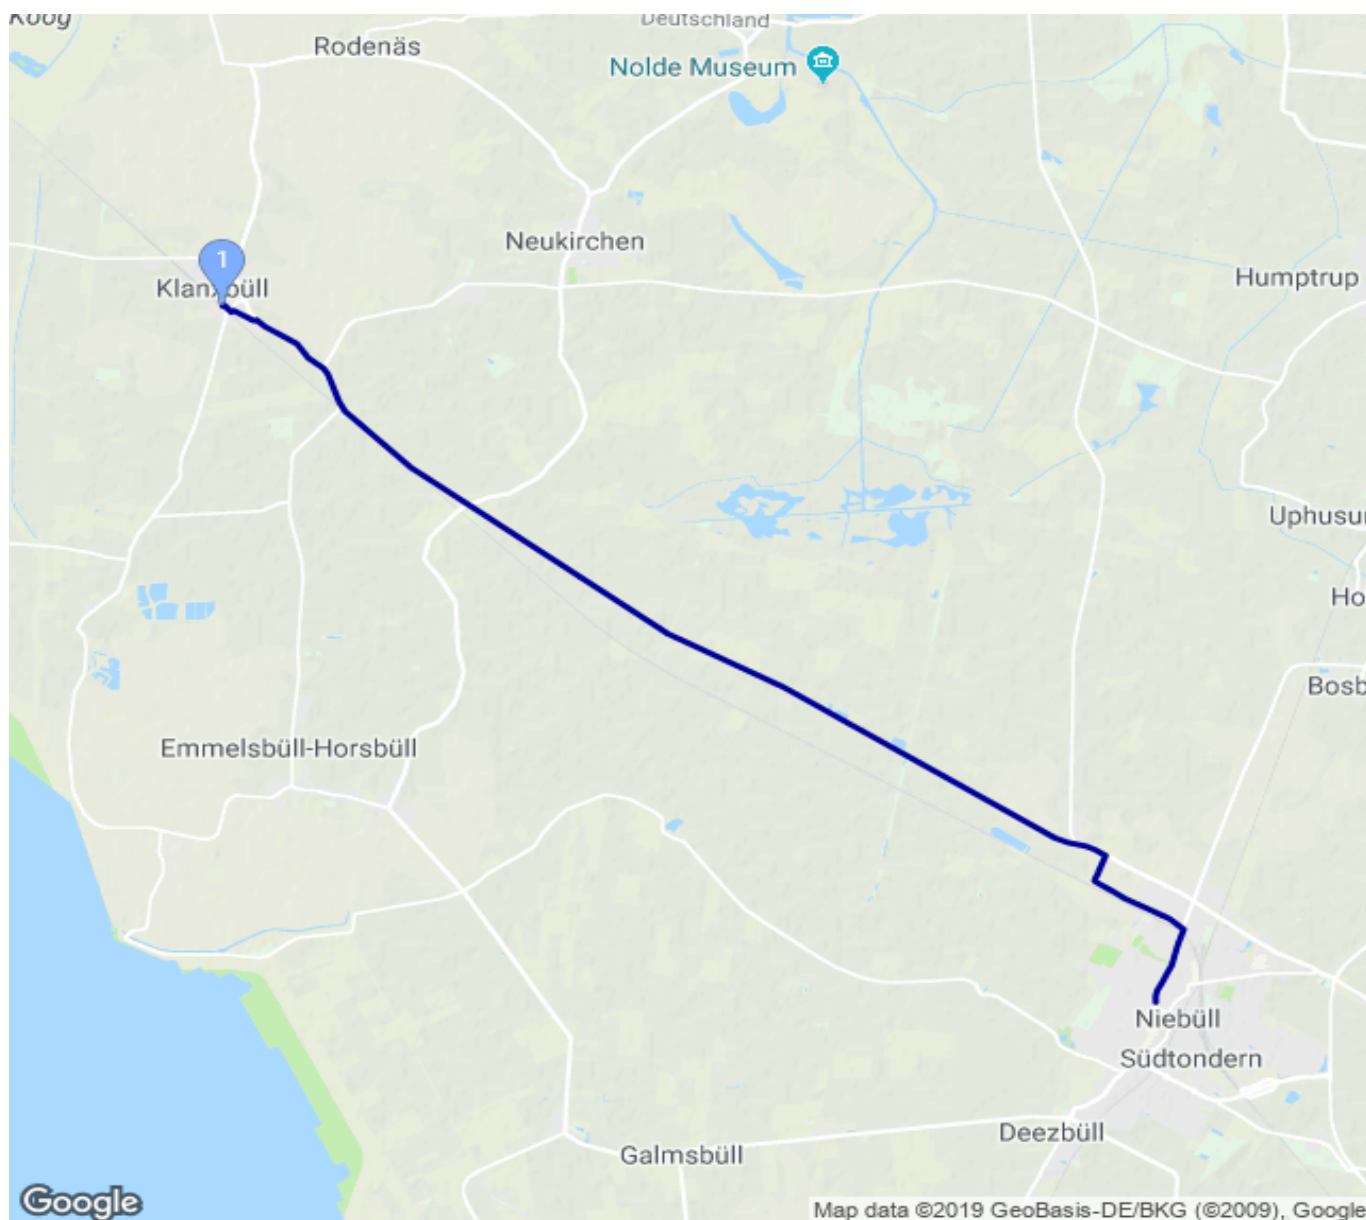 Koog
Deutschland
Rodenäs
Nolde Museum
Neukirchen
1
Klanxbüll
Humptrup
Uphusu
Ho
Bosb
Emmelsbüll-Horsbüll
Niebüll
Südtondern
Deezbüll
Galmsbüll
Google
Map data ©2019 GeoBasis-DE/BKG (©2009), Google